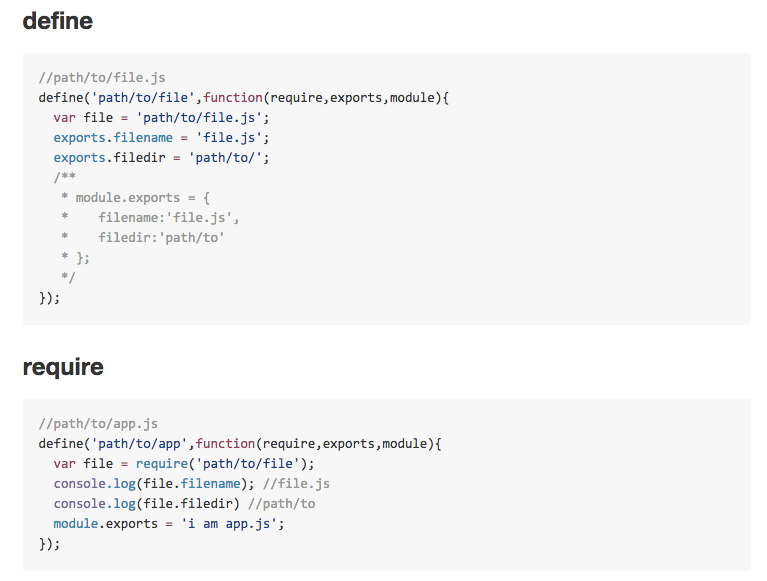 define
//path/to/file.js
define('path/to/file',function(require,exports,module){
  var file = 'path/to/file.js';
  exports.filename = 'file.js';
  exports.filedir = 'path/to/';
  /**
   * module.exports = {
   *    filename:'file.js',
   *    filedir:'path/to'
   * };
   */
});
require
//path/to/app.js
define('path/to/app',function(require,exports,module){
  var file = require('path/to/file');
  console.log(file.filename); //file.js
  console.log(file.filedir) //path/to
  module.exports = 'i am app.js';
});